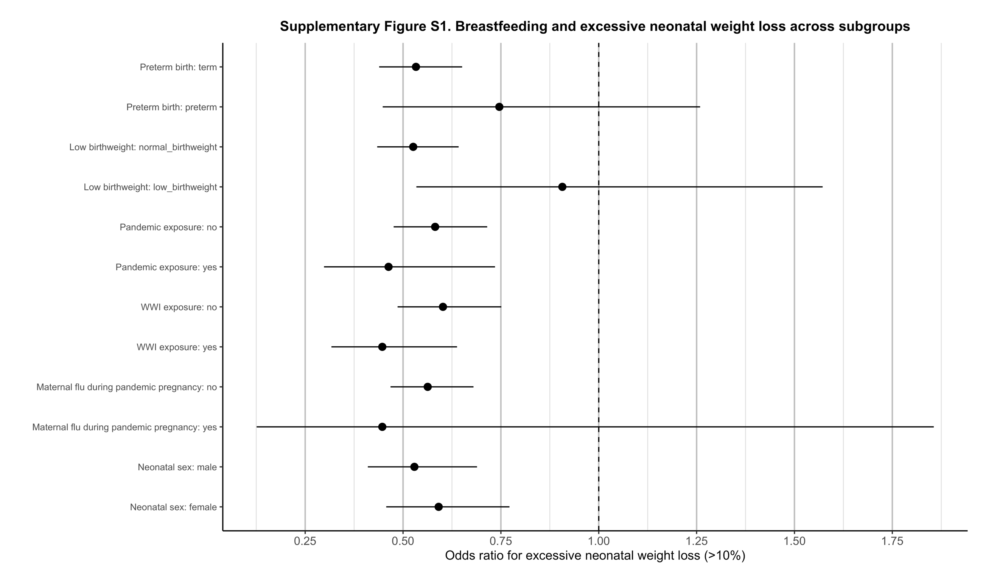 Supplementary Figure S1. Breastfeeding and excessive neonatal weight loss across subgroups
Preterm birth: term
Preterm birth: preterm
Low birthweight: normal_birthweight
Low birthweight: low_birthweight
Pandemic exposure: no
Pandemic exposure: yes
WWI exposure: no
WWI exposure: yes
Maternal flu during pandemic pregnancy: no
Maternal flu during pandemic pregnancy: yes
Neonatal sex: male
Neonatal sex: female
0.25 0.50 0.75 1.00 1.25 1.50 1.75
Odds ratio for excessive neonatal weight loss (>10%)